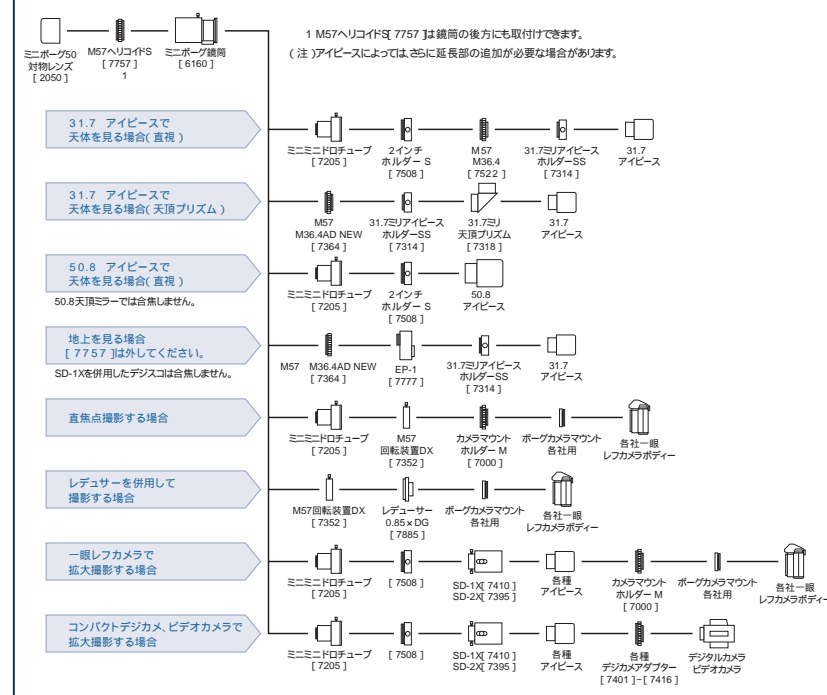 ミニボーグ50
対物レンズ
[ 2050 ]
M57ヘリコイドS
[ 7757 ]
1
ミニボーグ鏡筒
[ 6160 ]
1 M57ヘリコイドS[ 7757 ]は鏡筒の後方にも取付けできます。
( 注 )アイピースによっては、さらに延長部の追加が必要な場合があります。
31.7 アイピースで
天体を見る場合( 直視 )
ミニミニドロチューブ
[ 7205 ]
2インチ
ホルダー S
[ 7508 ]
M57
M36.4
[ 7522 ]
31.7ミリアイピース
ホルダーSS
[ 7314 ]
31.7
アイピース
31.7 アイピースで
天体を見る場合( 天頂プリズム )
M57
M36.4AD NEW
[ 7364 ]
31.7ミリアイピース
ホルダーSS
[ 7314 ]
31.7ミリ
天頂プリズム
[ 7318 ]
31.7
アイピース
50.8 アイピースで
天体を見る場合( 直視 )
50.8天頂ミラーでは合焦しません。
ミニミニドロチューブ
[ 7205 ]
2インチ
ホルダー S
[ 7508 ]
50.8
アイピース
地上を見る場合
[ 7757 ]は外してください。
SD-1Xを併用したデジスコは合焦しません。
M57 M36.4AD NEW
[ 7364 ]
EP-1
[ 7777 ]
31.7ミリアイピース
ホルダーSS
[ 7314 ]
31.7
アイピース
直焦点撮影する場合
ミニミニドロチューブ
[ 7205 ]
M57
回転装置DX
[ 7352 ]
カメラマウント
ホルダー M
[ 7000 ]
ボーグカメラマウント
各社用
各社一眼
レフカメラボディー
レデュサーを併用して
撮影する場合
M57回転装置DX
[ 7352 ]
レデューサー
0.85×DG
[ 7885 ]
ボーグカメラマウント
各社用
各社一眼
レフカメラボディー
一眼レフカメラで
拡大撮影する場合
ミニミニドロチューブ
[ 7205 ]
[ 7508 ]
SD-1X[ 7410 ]
SD-2X[ 7395 ]
各種
アイピース
カメラマウント
ホルダー M
[ 7000 ]
ボーグカメラマウント
各社用
各社一眼
レフカメラボディー
コンパクトデジカメ、ビデオカメラで
拡大撮影する場合
ミニミニドロチューブ
[ 7205 ]
[ 7508 ]
SD-1X[ 7410 ]
SD-2X[ 7395 ]
各種
アイピース
各種
デジカメアダプター
[ 7401 ]~[ 7416 ]
デジタルカメラ
ビデオカメラ